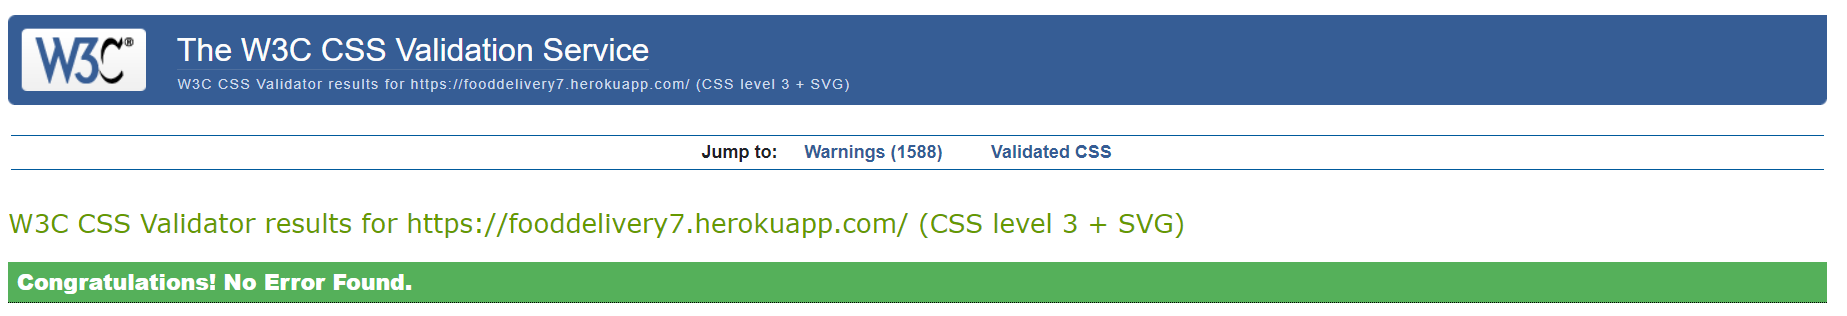 W3C®
The W3C CSS Validation Service
W3C CSS Validator results for https://fooddelivery7.herokuapp.com/ (CSS level 3 + SVG)
Jump to: Warnings (1588) Validated CSS
W3C CSS Validator results for https://fooddelivery7.herokuapp.com/ (CSS level 3 + SVG)
Congratulations! No Error Found.